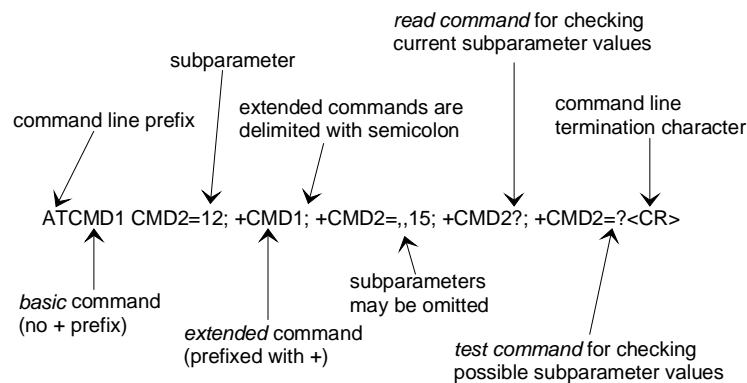 read command for checking
current subparameter values
subparameter
extended commands are
delimited with semicolon
command line
termination character
command line prefix
ATCMD1 CMD2=12; +CMD1; +CMD2=,,15; +CMD2?; +CMD2=?<CR>
basic command
(no + prefix)
extended command
(prefixed with +)
subparameters
may be omitted
test command for checking
possible subparameter values